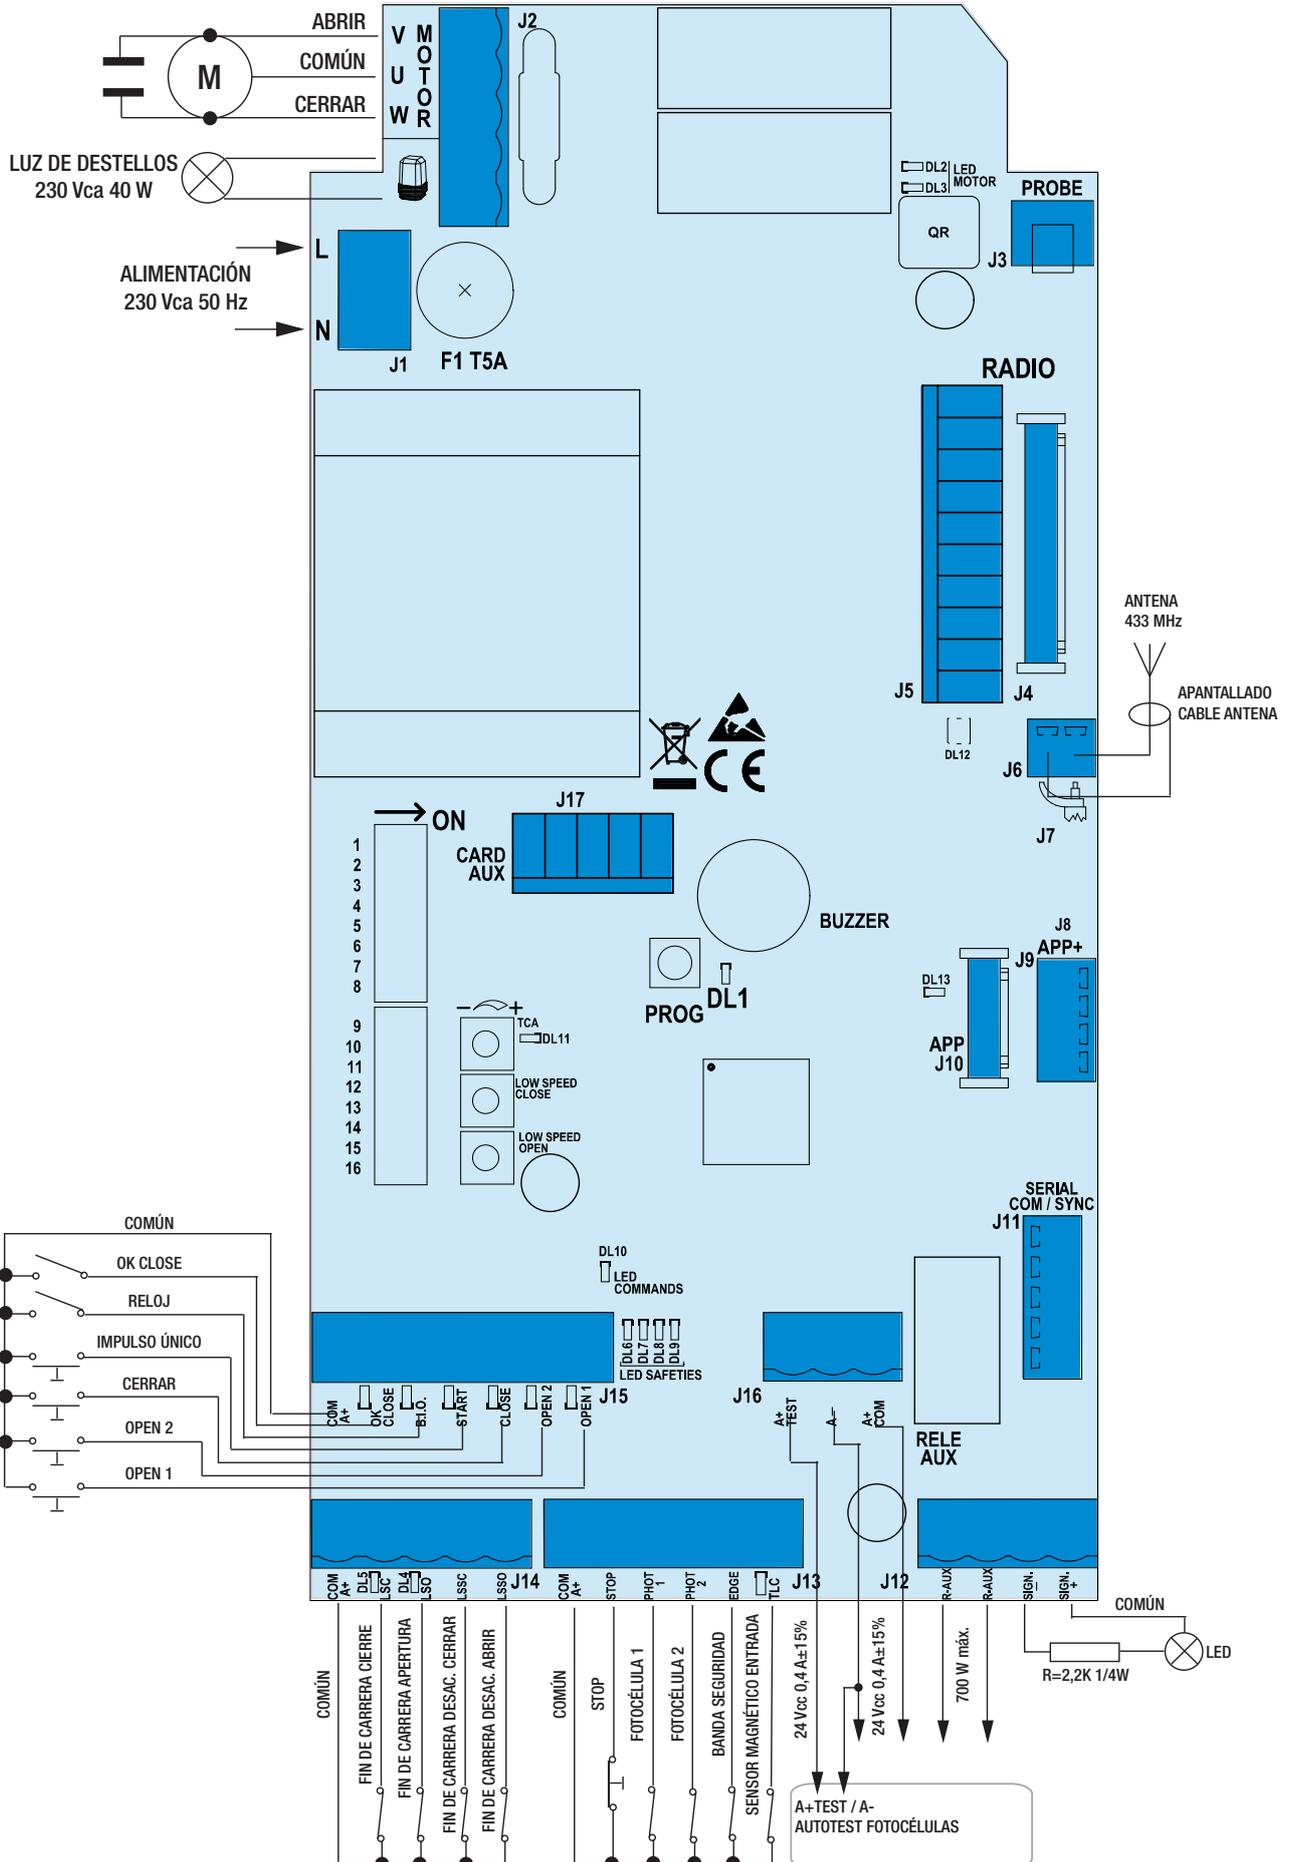 ABRIR
COMÚN
CERRAR
M
V
U
W
MOTOR
J2
LUZ DE DESTELLOS
230 Vca 40 W
L
N
ALIMENTACIÓN
230 Vca 50 Hz
J1
F1 T5A
DL2
DL3
LED
MOTOR
QR
PROBE
J3
RADIO
J5
J4
DL12
ANTENA
433 MHz
APANTALLADO
CABLE ANTENA
J6
J7
CE
J17
CARD
AUX
ON
1
2
3
4
5
6
7
8
9
10
11
12
13
14
15
16
BUZZER
PROG
DL1
- +
TCA
DL11
LOW SPEED
CLOSE
LOW SPEED
OPEN
J8
APP+
J9
DL13
APP
J10
SERIAL
COM / SYNC
J11
COMÚN
OK CLOSE
RELOJ
IMPULSO ÚNICO
CERRAR
OPEN 2
OPEN 1
DL10
LED
COMMANDS
DL6
DL7
DL8
DL9
LED SAFETIES
J15
COM
A+
OK
CLOSE
B.I.O.
START
CLOSE
OPEN 2
OPEN 1
J16
A+
TEST
A-
A+
COM
RELE
AUX
J14
COM
A+
DL5
LSC
DL4
LSO
LSSC
LSSO
J13
COM
A+
STOP
PHOT
1
PHOT
2
EDGE
TLC
J12
R-AUX
R-AUX
SIGN.
-
SIGN.
+
COMÚN
FIN DE CARRERA CIERRE
FIN DE CARRERA APERTURA
FIN DE CARRERA DESAC. CERRAR
FIN DE CARRERA DESAC. ABRIR
COMÚN
STOP
FOTOCÉLULA 1
FOTOCÉLULA 2
BANDA SEGURIDAD
SENSOR MAGNÉTICO ENTRADA
24 Vcc 0,4 A±15%
24 Vcc 0,4 A±15%
700 W máx.
COMÚN
LED
R=2,2K 1/4W
A+TEST / A-
AUTOTEST FOTOCÉLULAS